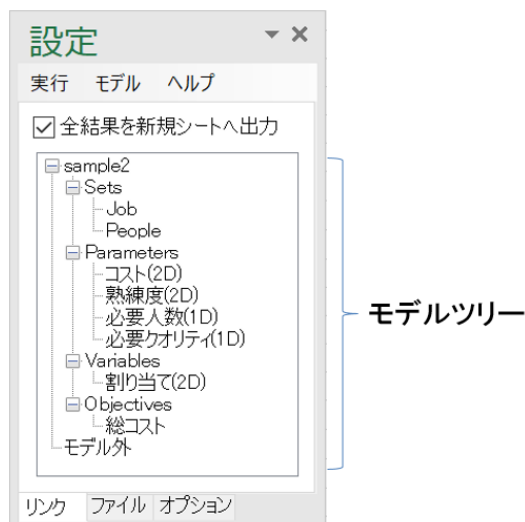 設定
実行 モデル ヘルプ
全結果を新規シートへ出力
sample2
Sets
Job
People
Parameters
コスト(2D)
熟練度(2D)
必要人数(1D)
必要クオリティ(1D)
Variables
割り当て(2D)
Objectives
総コスト
モデル外
モデルツリー
リンク ファイル オプション